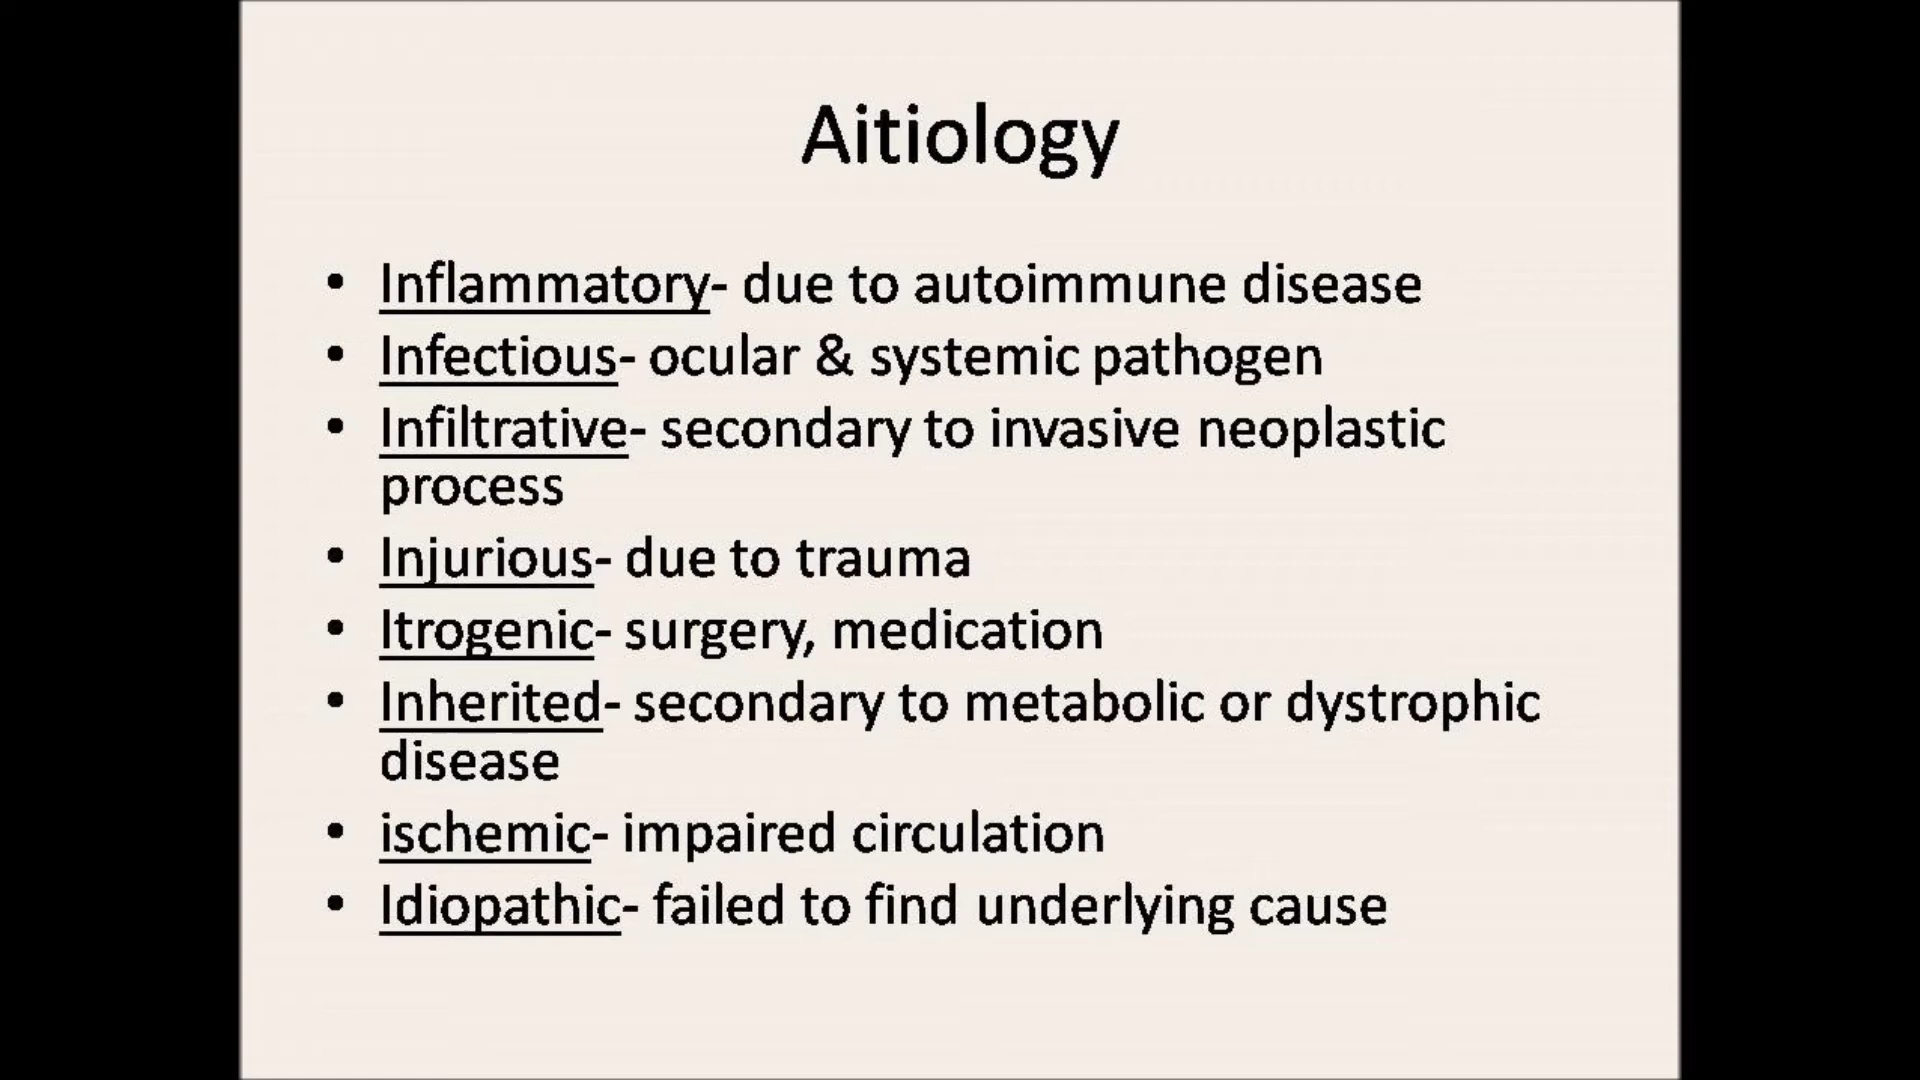 Aitiology
• Inflammatory- due to autoimmune disease
• Infectious- ocular & systemic pathogen
• Infiltrative- secondary to invasive neoplastic
process
• Injurious- due to trauma
• Itrogenic- surgery, medication
• Inherited- secondary to metabolic or dystrophic
disease
• ischemic- impaired circulation
• Idiopathic- failed to find underlying cause